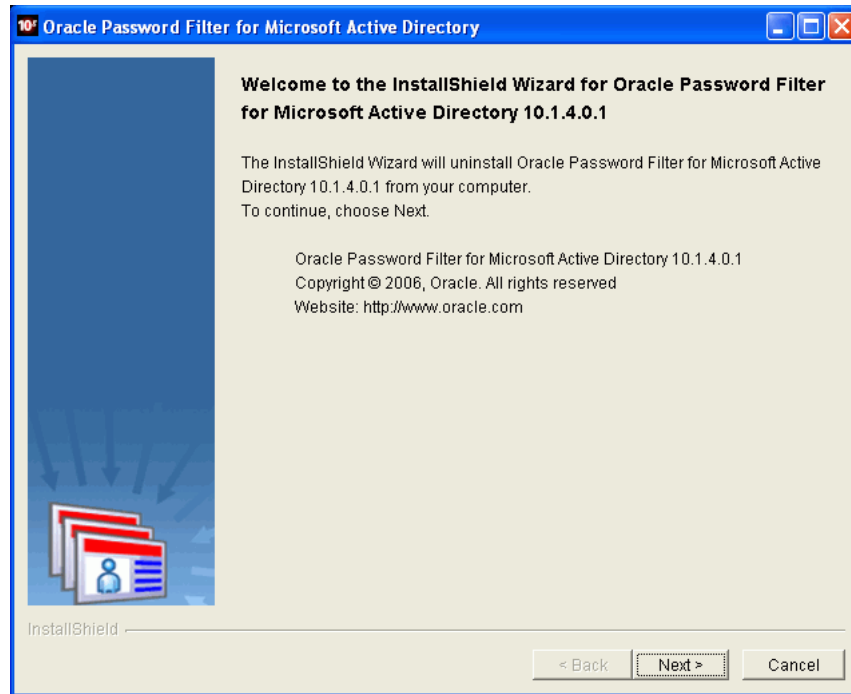 10g Oracle Password Filter for Microsoft Active Directory
Welcome to the InstallShield Wizard for Oracle Password Filter
for Microsoft Active Directory 10.1.4.0.1
The InstallShield Wizard will uninstall Oracle Password Filter for Microsoft Active
Directory 10.1.4.0.1 from your computer.
To continue, choose Next.
Oracle Password Filter for Microsoft Active Directory 10.1.4.0.1
Copyright © 2006, Oracle. All rights reserved
Website: http://www.oracle.com
InstallShield
< Back Next > Cancel